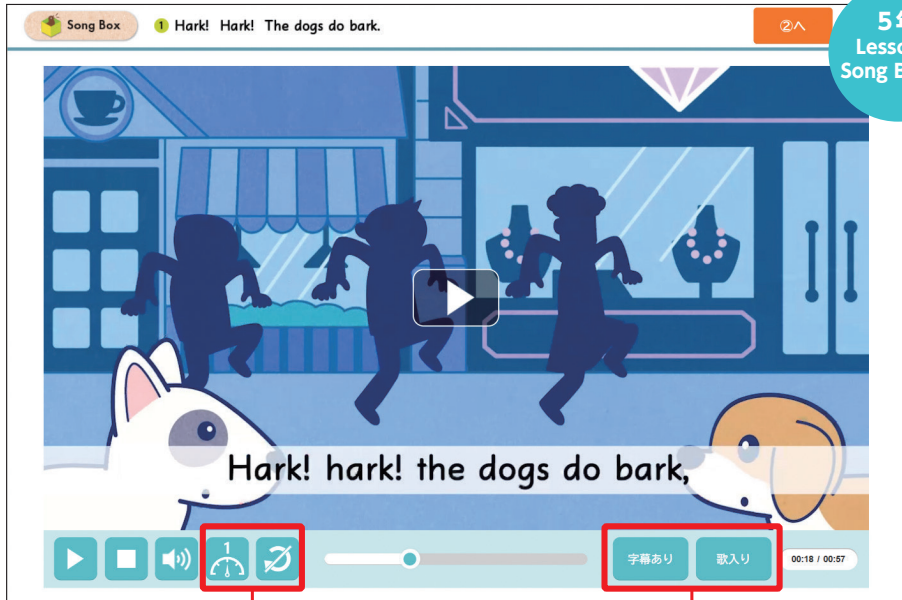 Song Box
1 Hark! Hark! The dogs do bark.
②へ
5
Song
Hark! hark! the dogs do bark,
1
字幕あり
歌入り
00:18 / 00:57